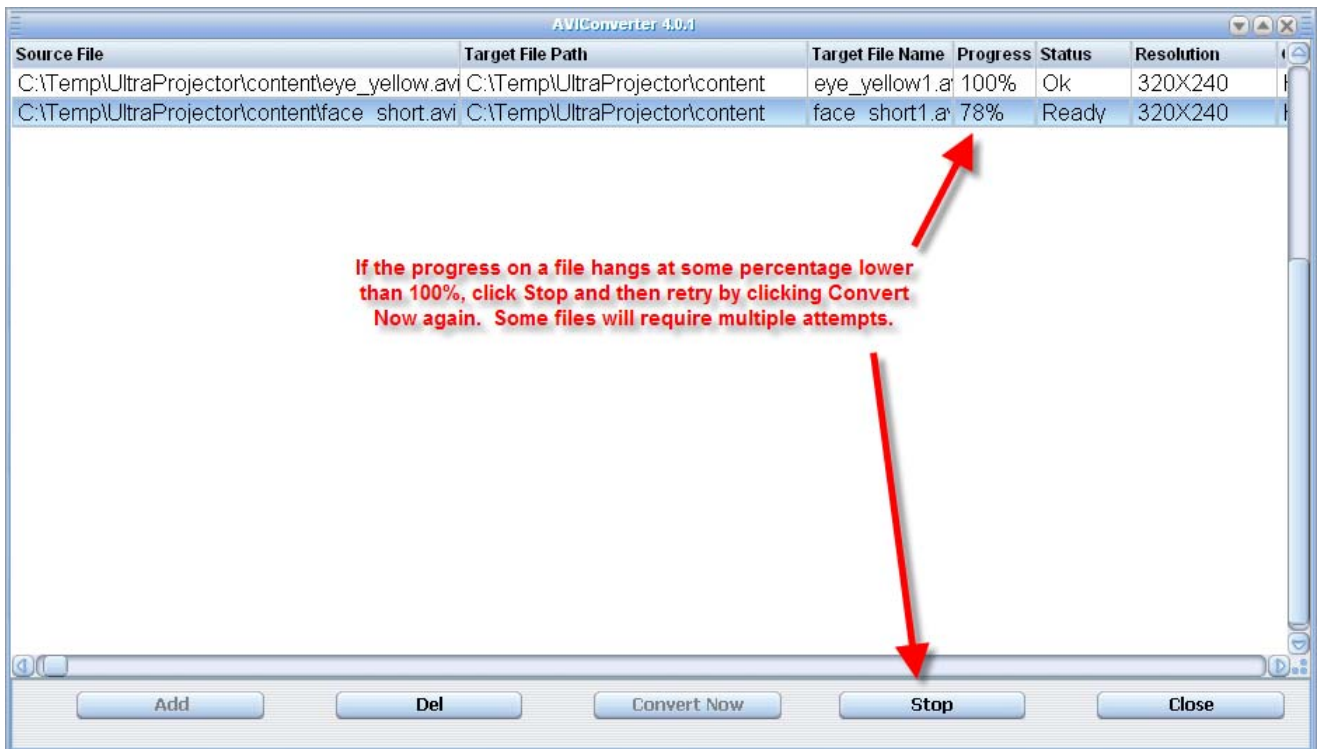 AVIConverter 4.0.1
Source File Target File Path Target File Name Progress Status Resolution
C:\Temp\UltraProjector\content\eye_yellow.avi C:\Temp\UltraProjector\content eye_yellow1.a 100% Ok 320X240
C:\Temp\UltraProjector\content\face_short.avi C:\Temp\UltraProjector\content face_short1.a 78% Ready 320X240
If the progress on a file hangs at some percentage lower
than 100%, click Stop and then retry by clicking Convert
Now again. Some files will require multiple attempts.
Add Del Convert Now Stop Close